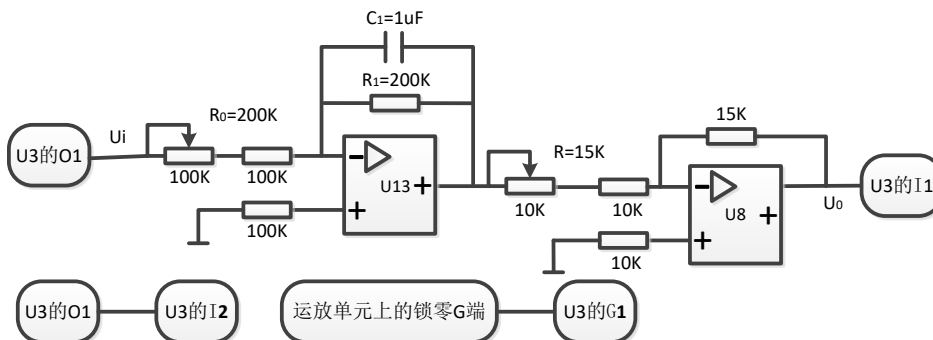 C₁=1uF
R₁=200K
U3的O1
Ui
R₀=200K
100K
100K
100K
U13
R=15K
10K
10K
10K
15K
U8
U₀
U3的I1
U3的O1
U3的I2
运放单元上的锁零G端
U3的G1